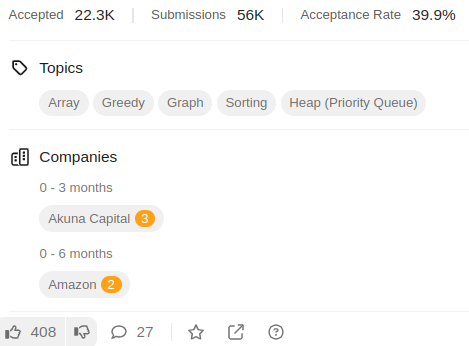 Accepted 22.3K Submissions 56K Acceptance Rate 39.9%
Topics
Array Greedy Graph Sorting Heap (Priority Queue)
Companies
0 - 3 months
Akuna Capital 3
0 - 6 months
Amazon 2
408 27